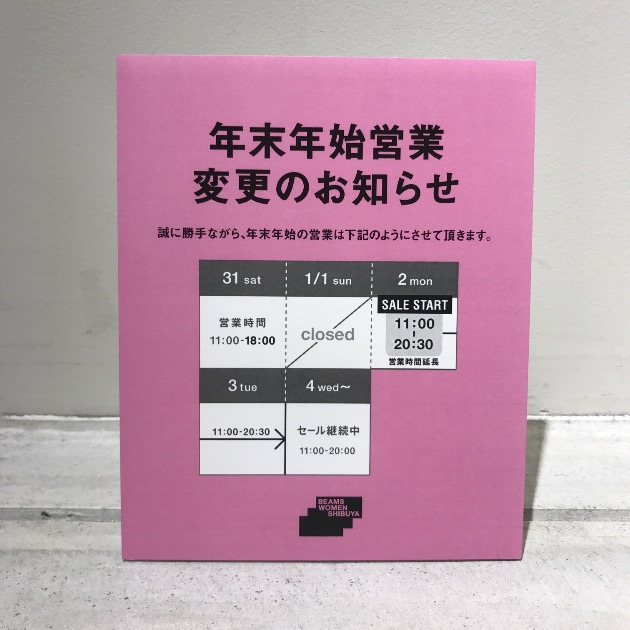 年末年始営業
変更のお知らせ
誠に勝手ながら、年末年始の営業は下記のようにさせて頂きます。
31 sat
1/1 sun
2 mon
営業時間
11:00-18:00
closed
SALE START
11:00
20:30
営業時間延長
3 tue
4 wed〜
11:00-20:30
セール継続中
11:00-20:00
BEAMS
WOMEN
SHIBUYA